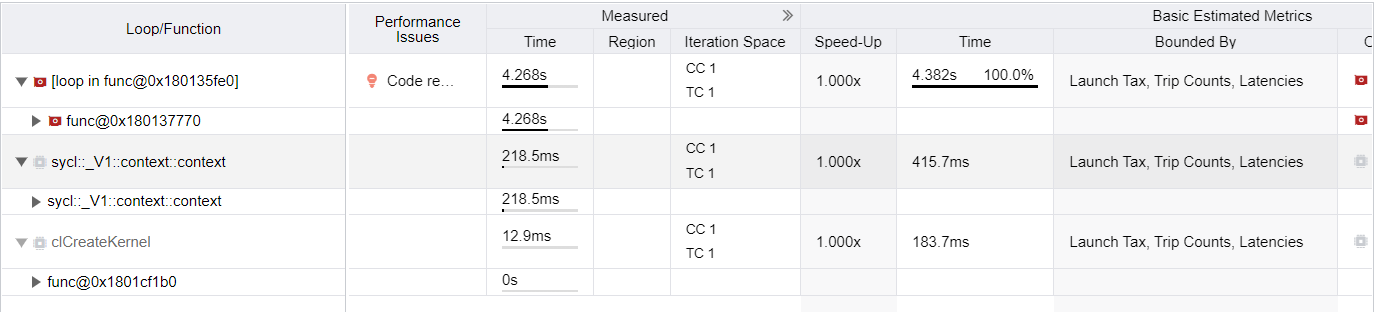 Loop/Function
Performance
Issues
Measured
Basic Estimated Metrics
Time
Region
Iteration Space
Speed-Up
Time
Bounded By
[loop in func@0x180135fe0]
Code re...
4.268s
CC 1
TC 1
1.000x
4.382s 100.0%
Launch Tax, Trip Counts, Latencies
func@0x180137770
4.268s
sycl::_V1::context::context
218.5ms
CC 1
TC 1
1.000x
415.7ms
Launch Tax, Trip Counts, Latencies
sycl::_V1::context::context
218.5ms
clCreateKernel
12.9ms
CC 1
TC 1
1.000x
183.7ms
Launch Tax, Trip Counts, Latencies
func@0x1801cf1b0
0s